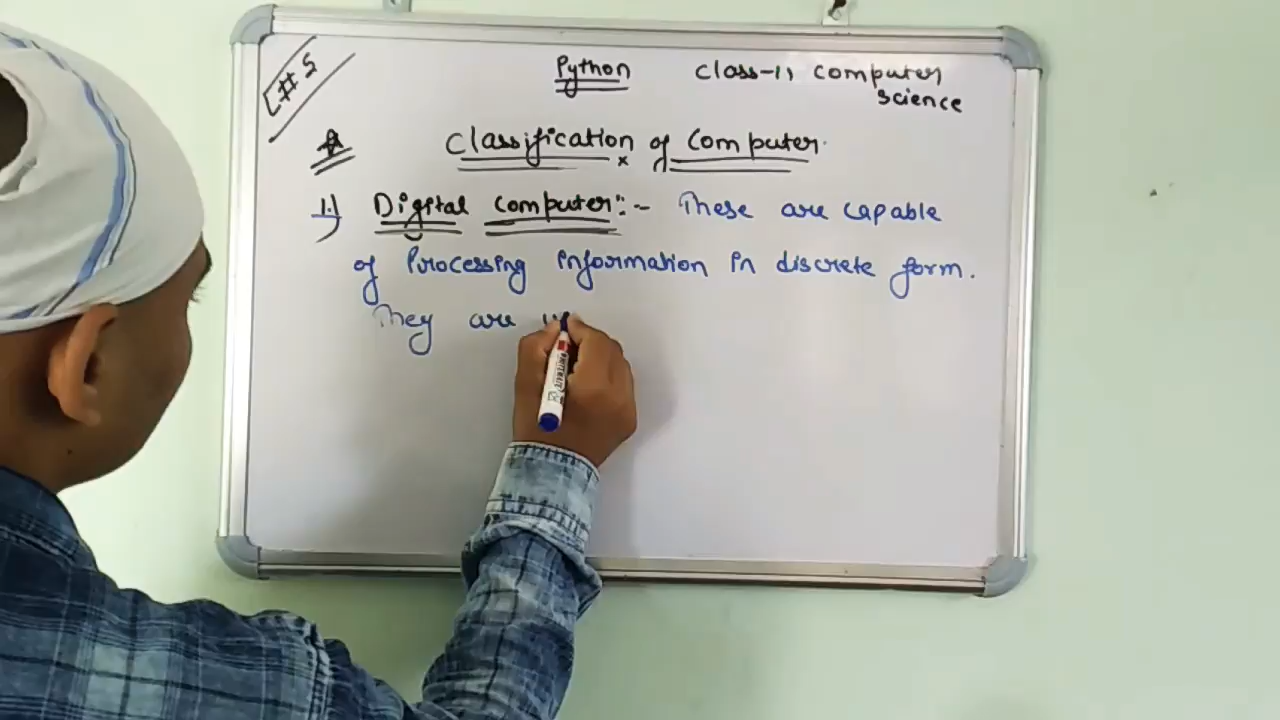 #5
Python
Class-11 Computer
Science
Classification of Computer.
1.) Digital Computer:- These are capable
of Processing information in discrete form.
They are